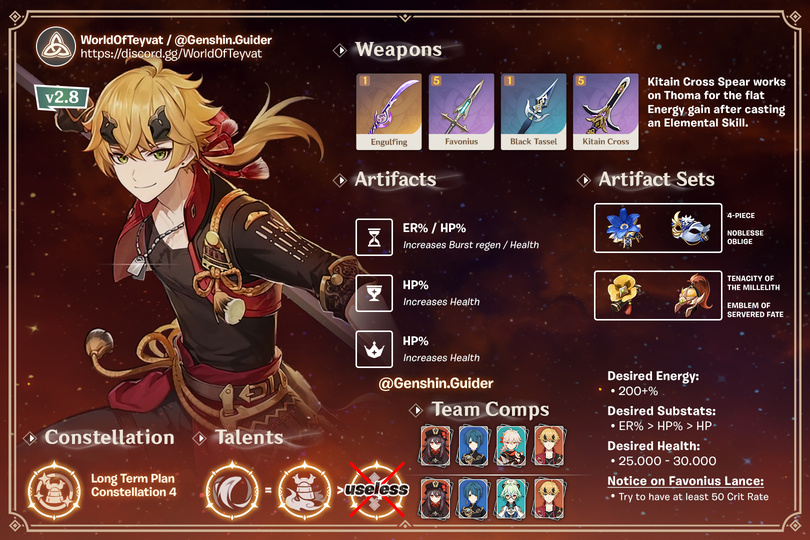 WorldOfTeyvat / @Genshin.Guider
https://discord.gg/WorldOfTeyvat
v2.8
Weapons
1
5
1
5
Engulfing
Favonius
Black Tassel
Kitain Cross
Kitain Cross Spear works
on Thoma for the flat
Energy gain after casting
an Elemental Skill.
Artifacts
ER% / HP%
Increases Burst regen / Health
HP%
Increases Health
HP%
Increases Health
Artifact Sets
4-PIECE
NOBLESSE
OBLIGE
TENACITY OF
THE MILLELITH
EMBLEM OF
SERVERED FATE
@Genshin.Guider
Team Comps
Desired Energy:
• 200+%
Desired Substats:
• ER% > HP% > HP
Desired Health:
• 25.000 - 30.000
Notice on Favonius Lance:
• Try to have at least 50 Crit Rate
Constellation
Long Term Plan
Constellation 4
Talents
= > useless